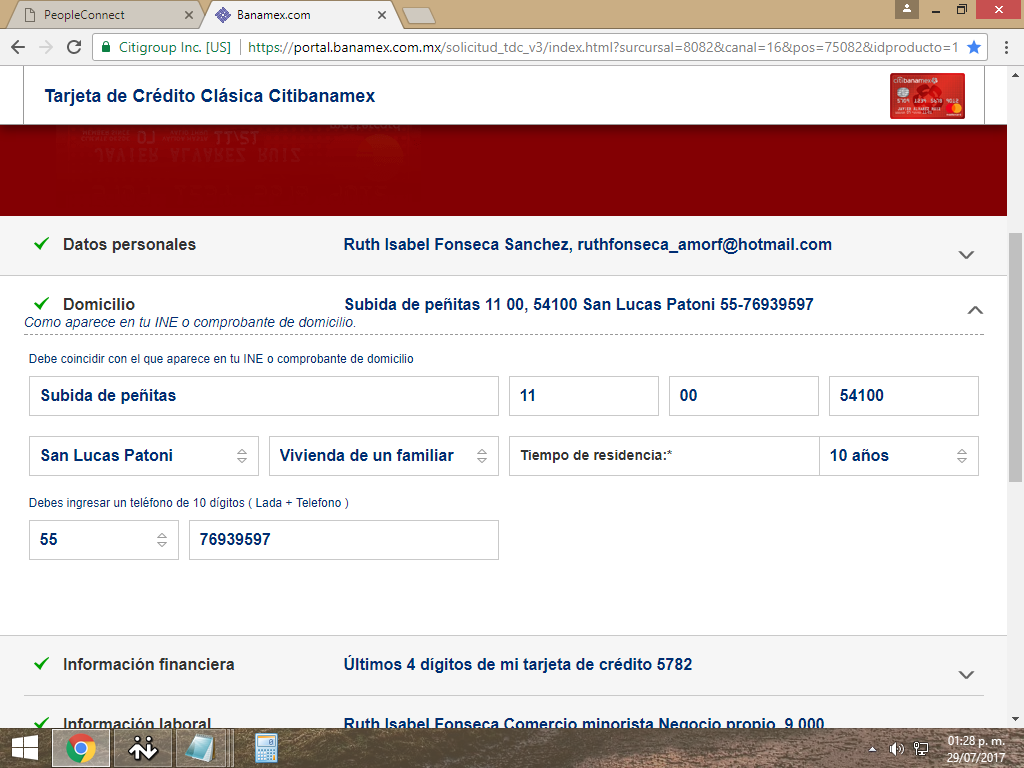 PeopleConnect
Banamex.com
Citigroup Inc. [US]
https://portal.banamex.com.mx/solicitud_tdc_v3/index.html?sucursal=8082&canal=16&pos=75082&idproducto=1
Tarjeta de Crédito Clásica Citibanamex
citibanamex
JAVIER ALVAREZ RUIZ
Datos personales
Ruth Isabel Fonseca Sanchez, ruthfonseca_amorf@hotmail.com
Domicilio
Subida de peñitas 11 00, 54100 San Lucas Patoni 55-76939597
Como aparece en tu INE o comprobante de domicilio.
Debe coincidir con el que aparece en tu INE o comprobante de domicilio
Subida de peñitas
11
00
54100
San Lucas Patoni
Vivienda de un familiar
Tiempo de residencia:*
10 años
Debes ingresar un teléfono de 10 dígitos ( Lada + Telefono )
55
76939597
Información financiera
Últimos 4 dígitos de mi tarjeta de crédito 5782
Información laboral
Ruth Isabel Fonseca Comercio minorista Negocio propio, 9,000
01:28 p. m.
29/07/2017